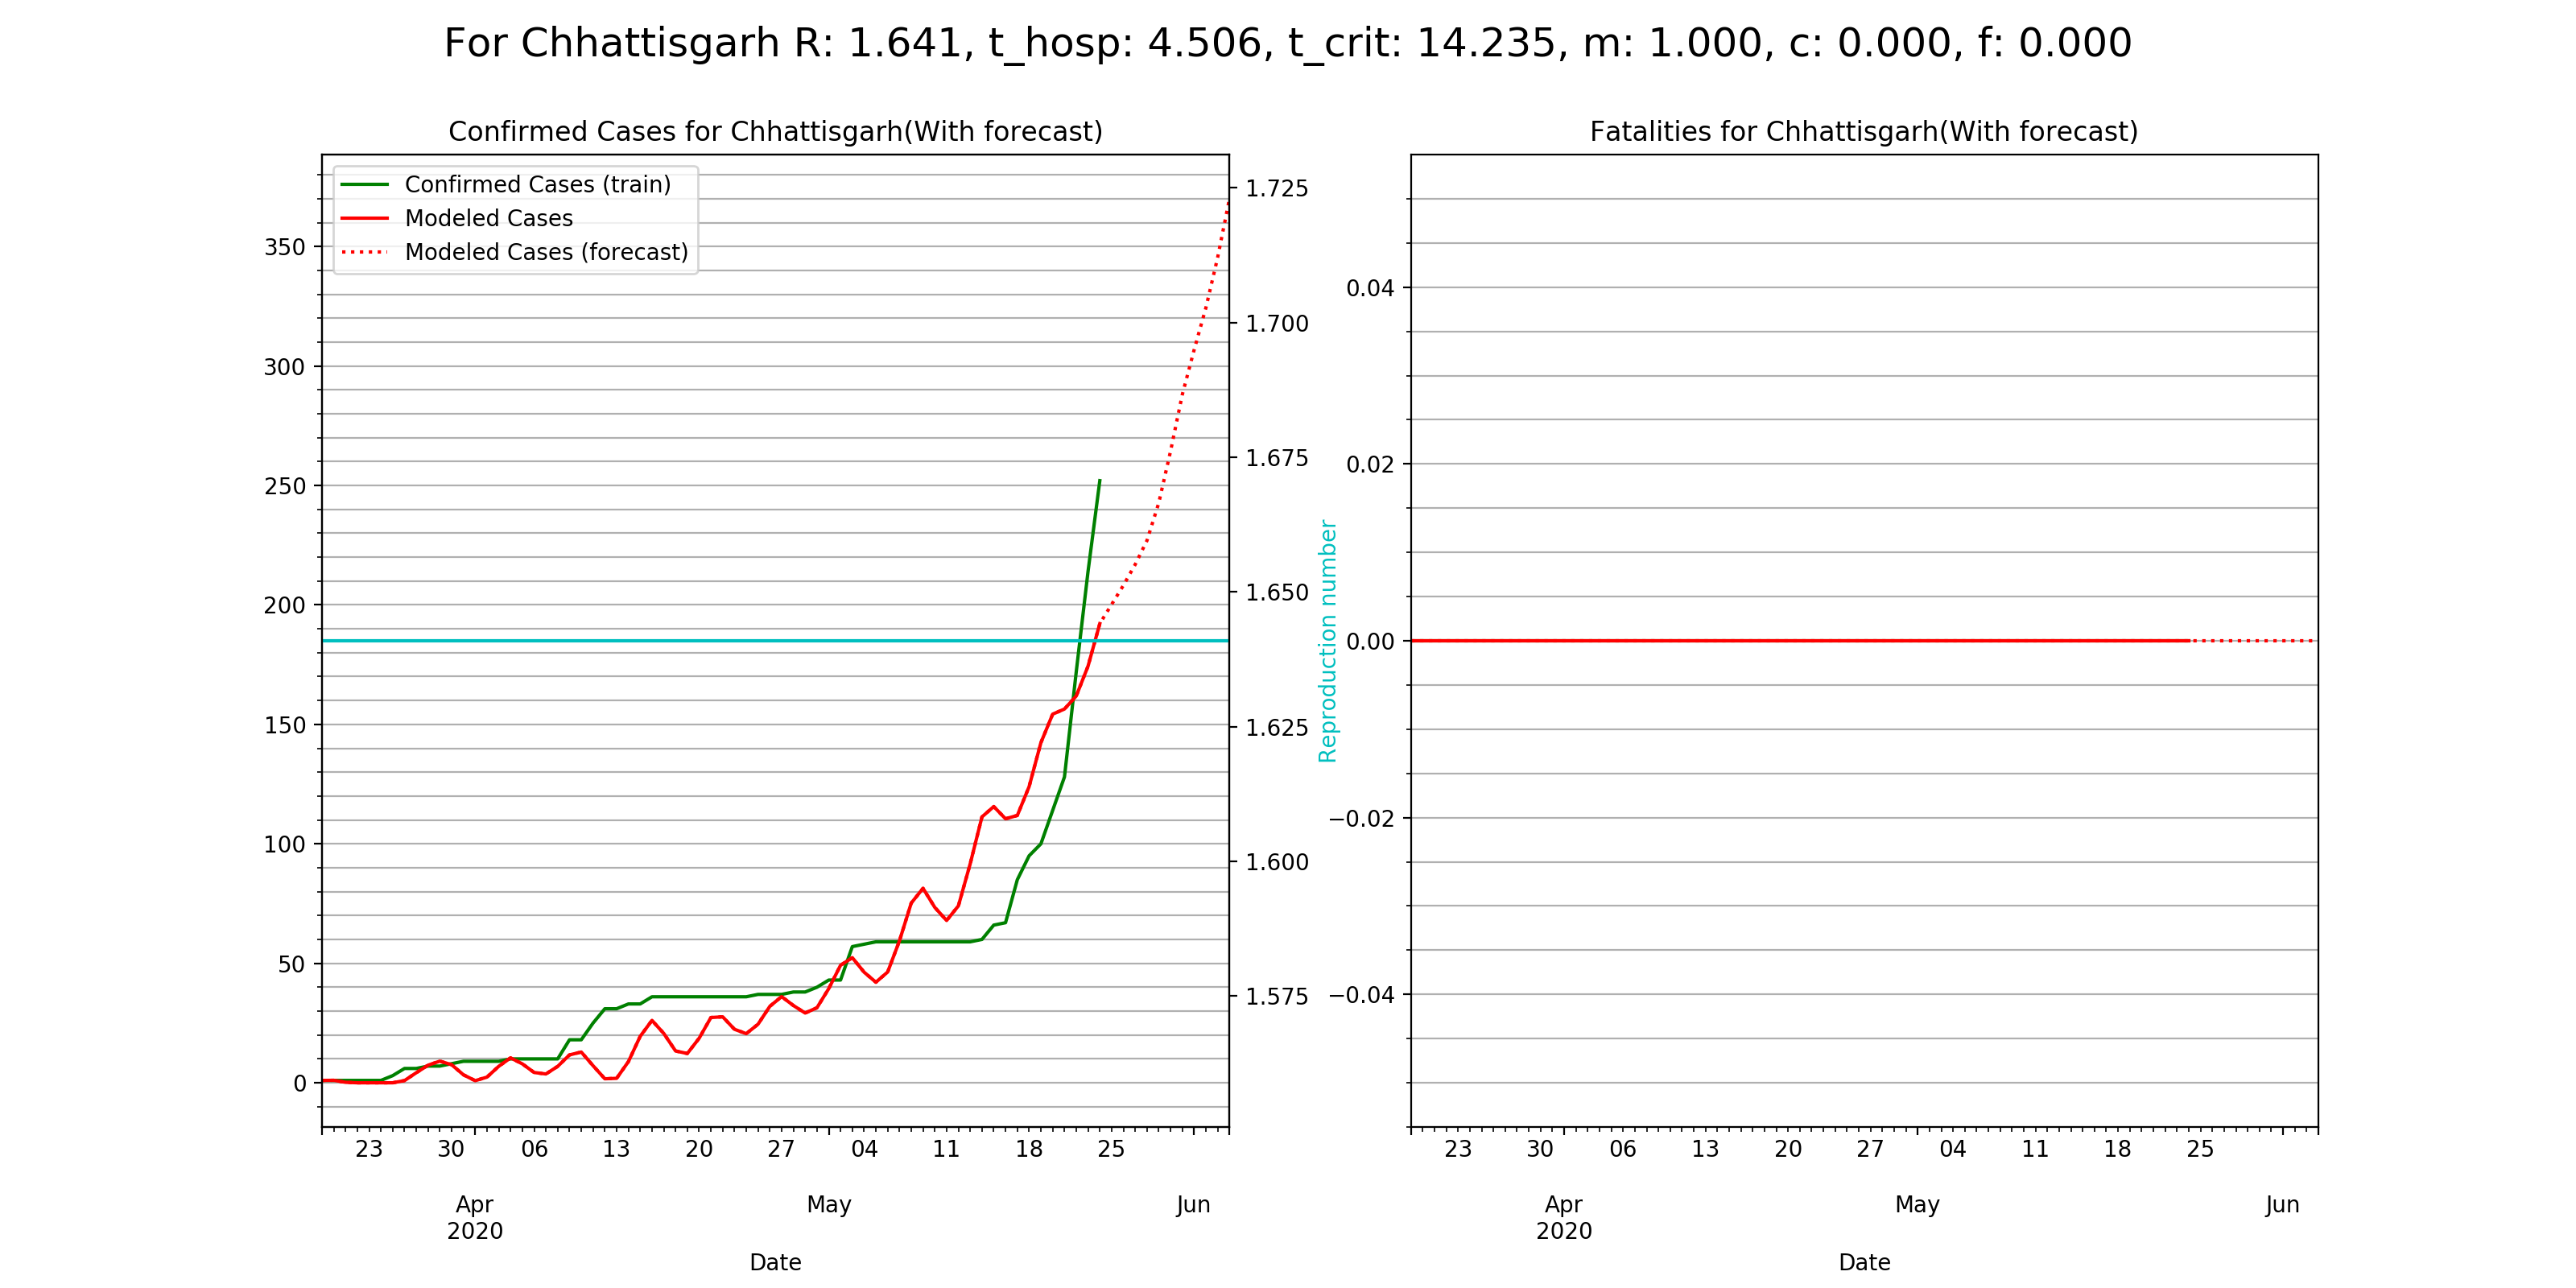 For Chhattisgarh R: 1.641, t_hosp: 4.506, t_crit: 14.235, m: 1.000, c: 0.000, f: 0.000
Confirmed Cases for Chhattisgarh(With forecast)
Confirmed Cases (train)
Modeled Cases
Modeled Cases (forecast)
350
300
250
200
150
100
50
0
1.725
1.700
1.675
1.650
1.625
1.600
1.575
Reproduction number
23 30 06 13 20 27 04 11 18 25
Apr May Jun
2020
Date
Fatalities for Chhattisgarh(With forecast)
0.04
0.02
0.00
−0.02
−0.04
23 30 06 13 20 27 04 11 18 25
Apr May Jun
2020
Date